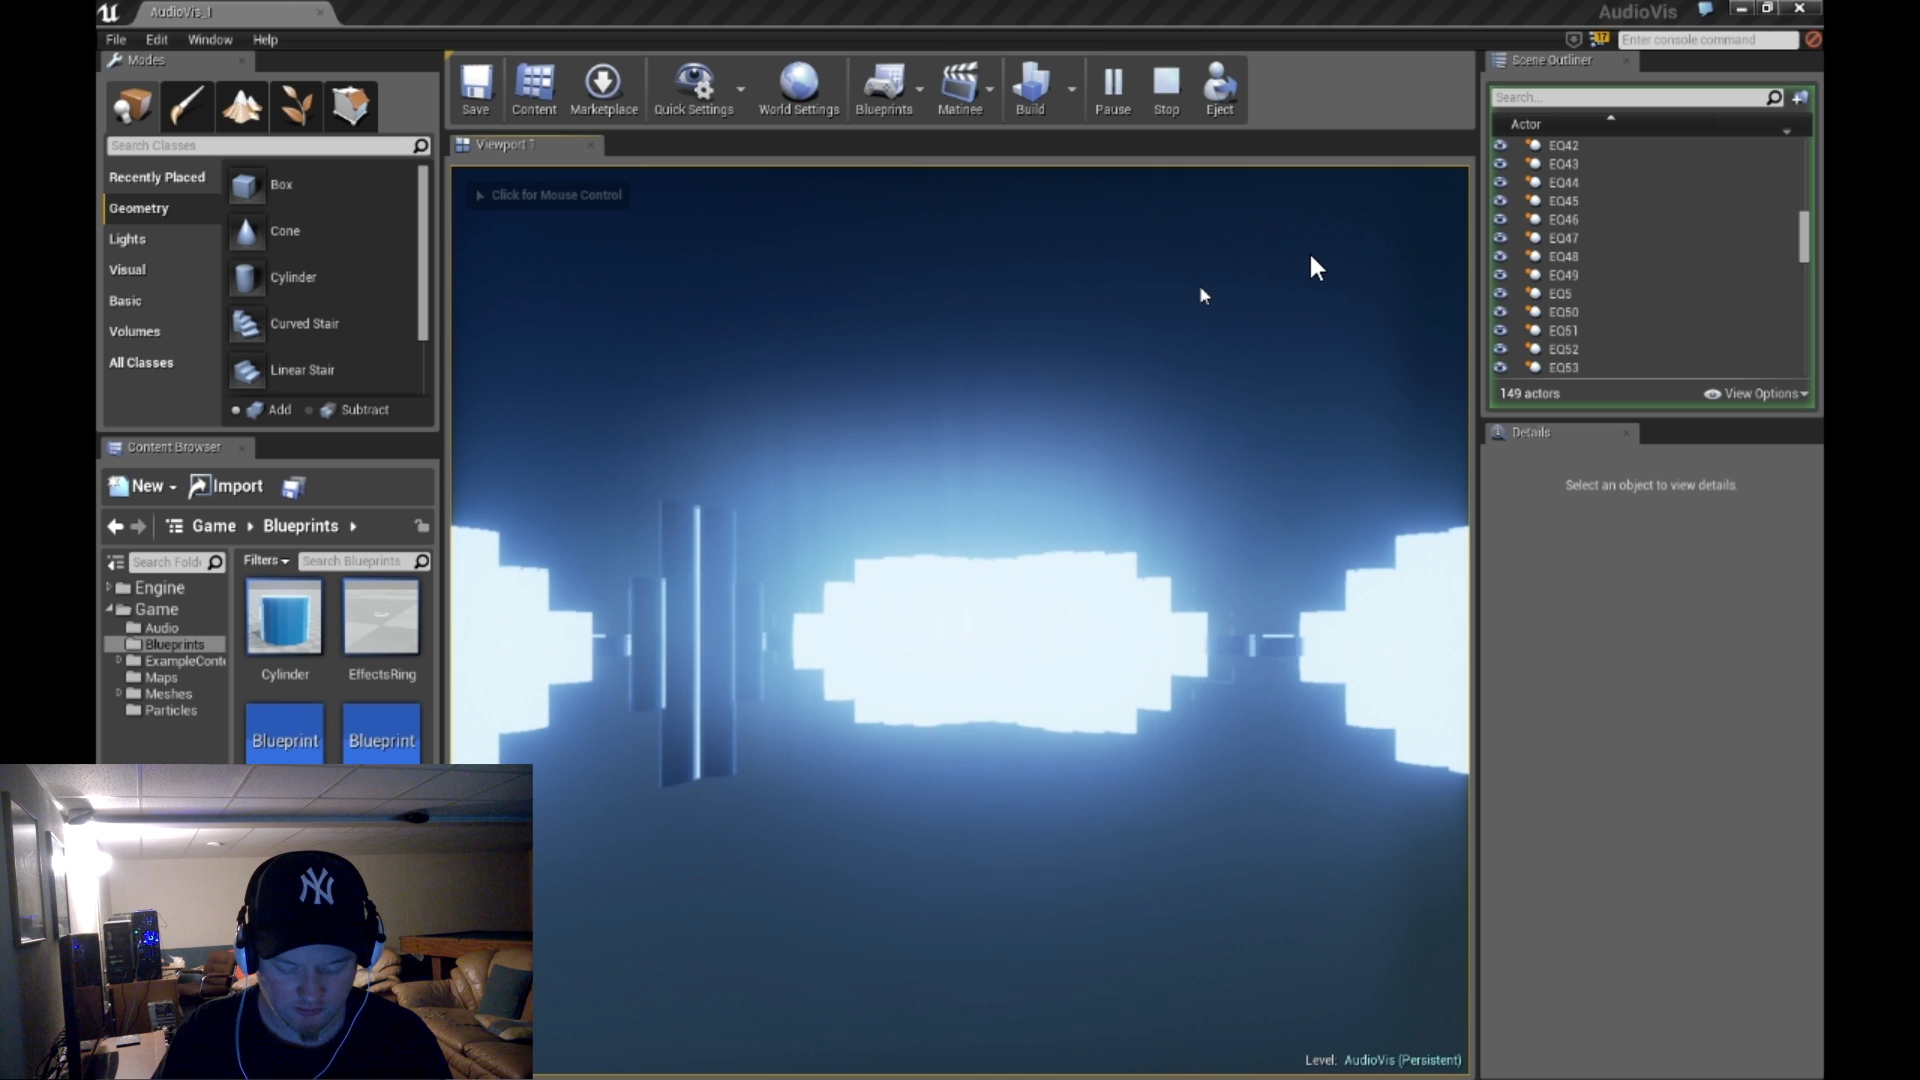 AudioVis_1
AudioVis
File Edit Window Help
17
Enter console command
Modes
Search Classes
Recently Placed
Geometry
Lights
Visual
Basic
Volumes
All Classes
Box
Cone
Cylinder
Curved Stair
Linear Stair
Add Subtract
Save
Content
Marketplace
Quick Settings
World Settings
Blueprints
Matinee
Build
Pause
Stop
Eject
Viewport 1
Click for Mouse Control
Scene Outliner
Search...
Actor
EQ42
EQ43
EQ44
EQ45
EQ46
EQ47
EQ48
EQ49
EQ5
EQ50
EQ51
EQ52
EQ53
149 actors
View Options
Details
Select an object to view details.
Content Browser
New
Import
Game
Blueprints
Search Fold
Filters
Search Blueprints
Engine
Game
Audio
Blueprints
ExampleConte
Maps
Meshes
Particles
Cylinder
EffectsRing
Blueprint
Blueprint
NY
Level: AudioVis (Persistent)